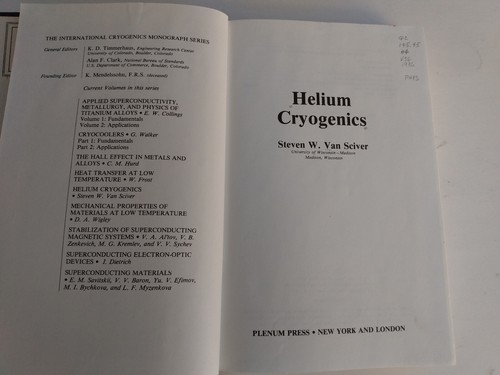 THE INTERNATIONAL CRYOGENICS MONOGRAPH SERIES
General Editors K. D. Timmerhaus, Engineering Research Center
University of Colorado, Boulder, Colorado
Alan F. Clark, National Bureau of Standards
U.S. Department of Commerce, Boulder, Colorado
Founding Editor K. Mendelssohn, F.R.S. (deceased)
Current Volumes in this series
APPLIED SUPERCONDUCTIVITY,
METALLURGY, AND PHYSICS OF
TITANIUM ALLOYS • E. W. Collings
Volume 1: Fundamentals
Volume 2: Applications
CRYOCOOLERS • G. Walker
Part 1: Fundamentals
Part 2: Applications
THE HALL EFFECT IN METALS AND
ALLOYS • C. M. Hurd
HEAT TRANSFER AT LOW
TEMPERATURE • W. Frost
HELIUM CRYOGENICS
• Steven W. Van Sciver
MECHANICAL PROPERTIES OF
MATERIALS AT LOW TEMPERATURE
• D. A. Wigley
STABILIZATION OF SUPERCONDUCTING
MAGNETIC SYSTEMS • V. A. Al'tov, V. B.
Zenkevich, M. G. Kremlev, and V. V. Sychev
SUPERCONDUCTING ELECTRON-OPTIC
DEVICES • I. Dietrich
SUPERCONDUCTING MATERIALS
• E. M. Savitskii, V. V. Baron, Yu. V. Efimov,
M. I. Bychkova, and L. F. Myzenkova
Helium
Cryogenics
Steven W. Van Sciver
University of Wisconsin—Madison
Madison, Wisconsin
PLENUM PRESS • NEW YORK AND LONDON